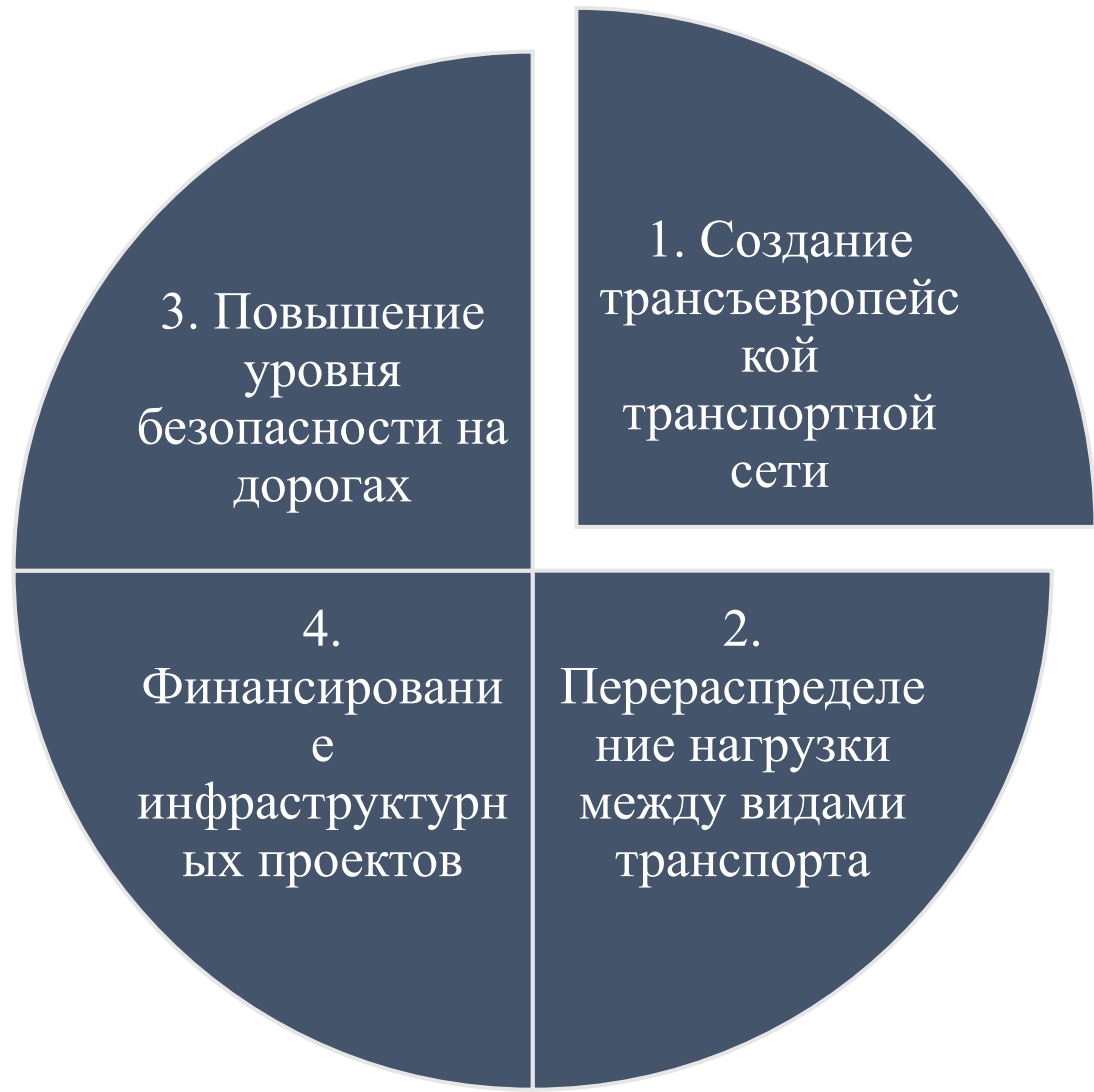 1. Создание
трансъевропейс
кой
транспортной
сети
2.
Перераспределе
ние нагрузки
между видами
транспорта
3. Повышение
уровня
безопасности на
дорогах
4.
Финансировани
е
инфраструктурн
ых проектов